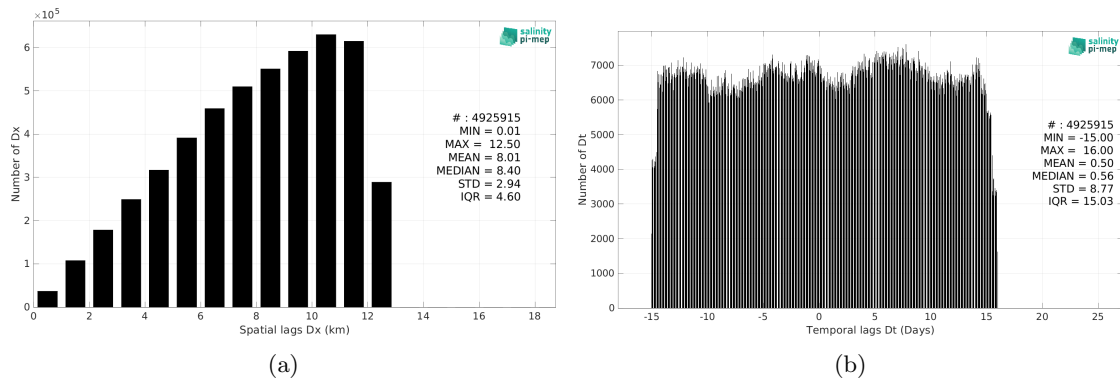 ×10⁵
6
5
4
3
2
1
0
Number of Dx
0 2 4 6 8 10 12 14 16 18
Spatial lags Dx (km)
salinity
pi-mep
# : 4925915
MIN = 0.01
MAX = 12.50
MEAN = 8.01
MEDIAN = 8.40
STD = 2.94
IQR = 4.60
(a)
7000
6000
5000
4000
3000
2000
1000
0
Number of Dt
-15 -10 -5 0 5 10 15 20 25
Temporal lags Dt (Days)
salinity
pi-mep
# : 4925915
MIN = -15.00
MAX = 16.00
MEAN = 0.50
MEDIAN = 0.56
STD = 8.77
IQR = 15.03
(b)